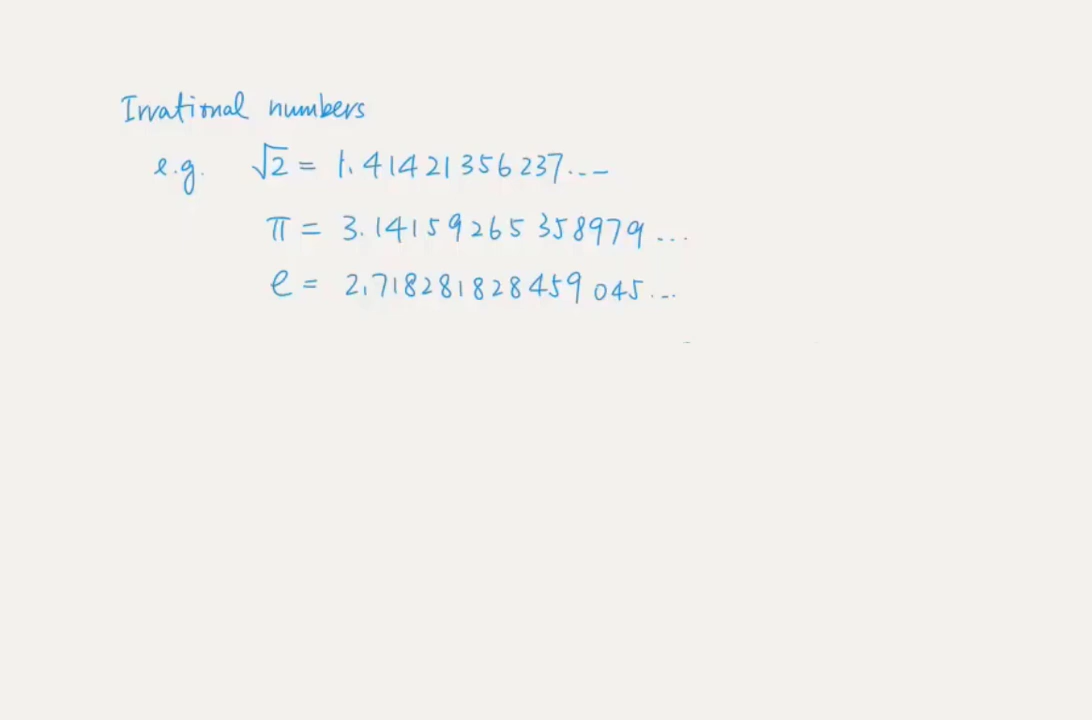 Irrational numbers
e.g. √2 = 1.41421356237...
π = 3.14159265358979...
e = 2.718281828459045...